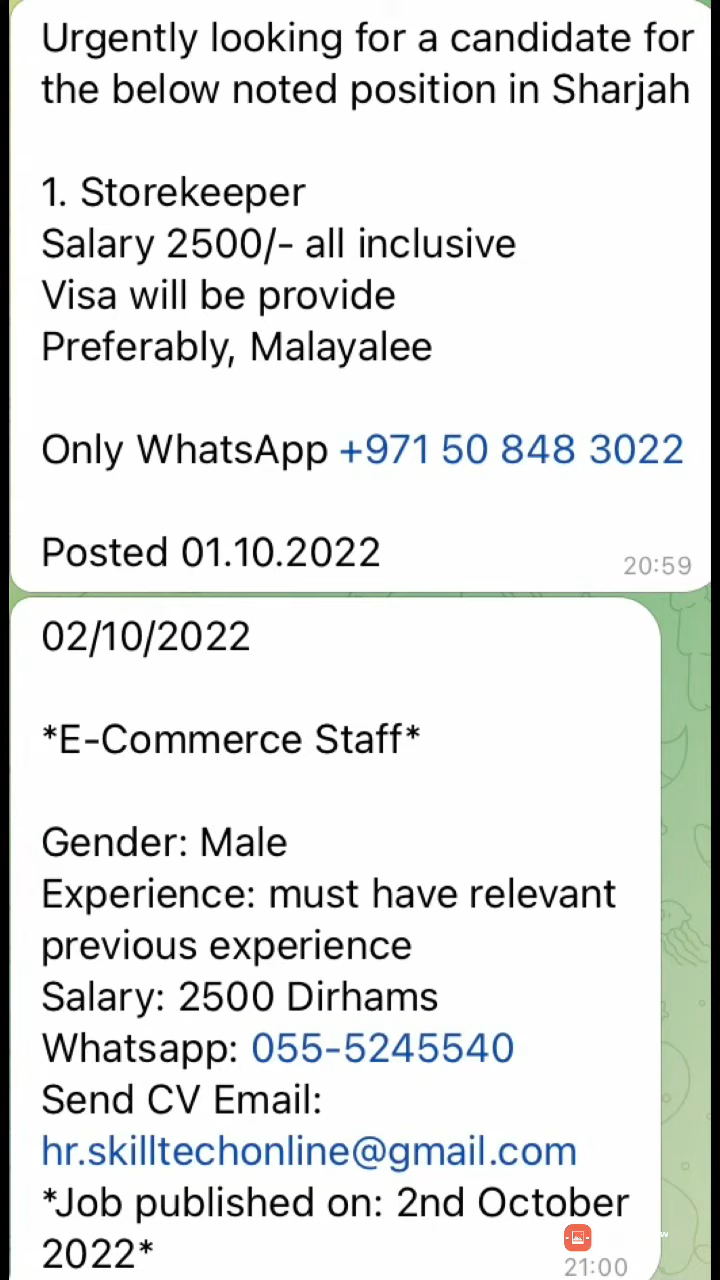 Urgently looking for a candidate for
the below noted position in Sharjah
1. Storekeeper
Salary 2500/- all inclusive
Visa will be provide
Preferably, Malayalee
Only WhatsApp +971 50 848 3022
Posted 01.10.2022
20:59
02/10/2022
*E-Commerce Staff*
Gender: Male
Experience: must have relevant
previous experience
Salary: 2500 Dirhams
Whatsapp: 055-5245540
Send CV Email:
hr.skilltechonline@gmail.com
*Job published on: 2nd October
2022*
21:00